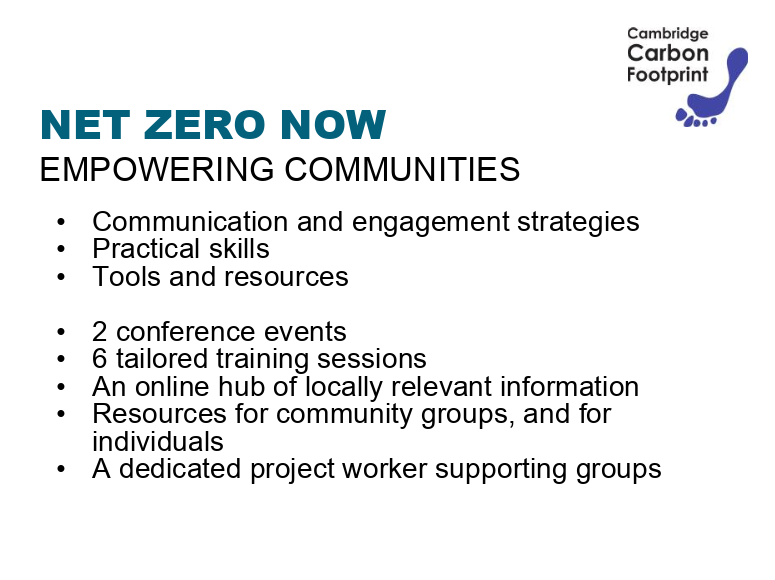 Cambridge
Carbon
Footprint
NET ZERO NOW
EMPOWERING COMMUNITIES
• Communication and engagement strategies
• Practical skills
• Tools and resources
• 2 conference events
• 6 tailored training sessions
• An online hub of locally relevant information
• Resources for community groups, and for
individuals
• A dedicated project worker supporting groups